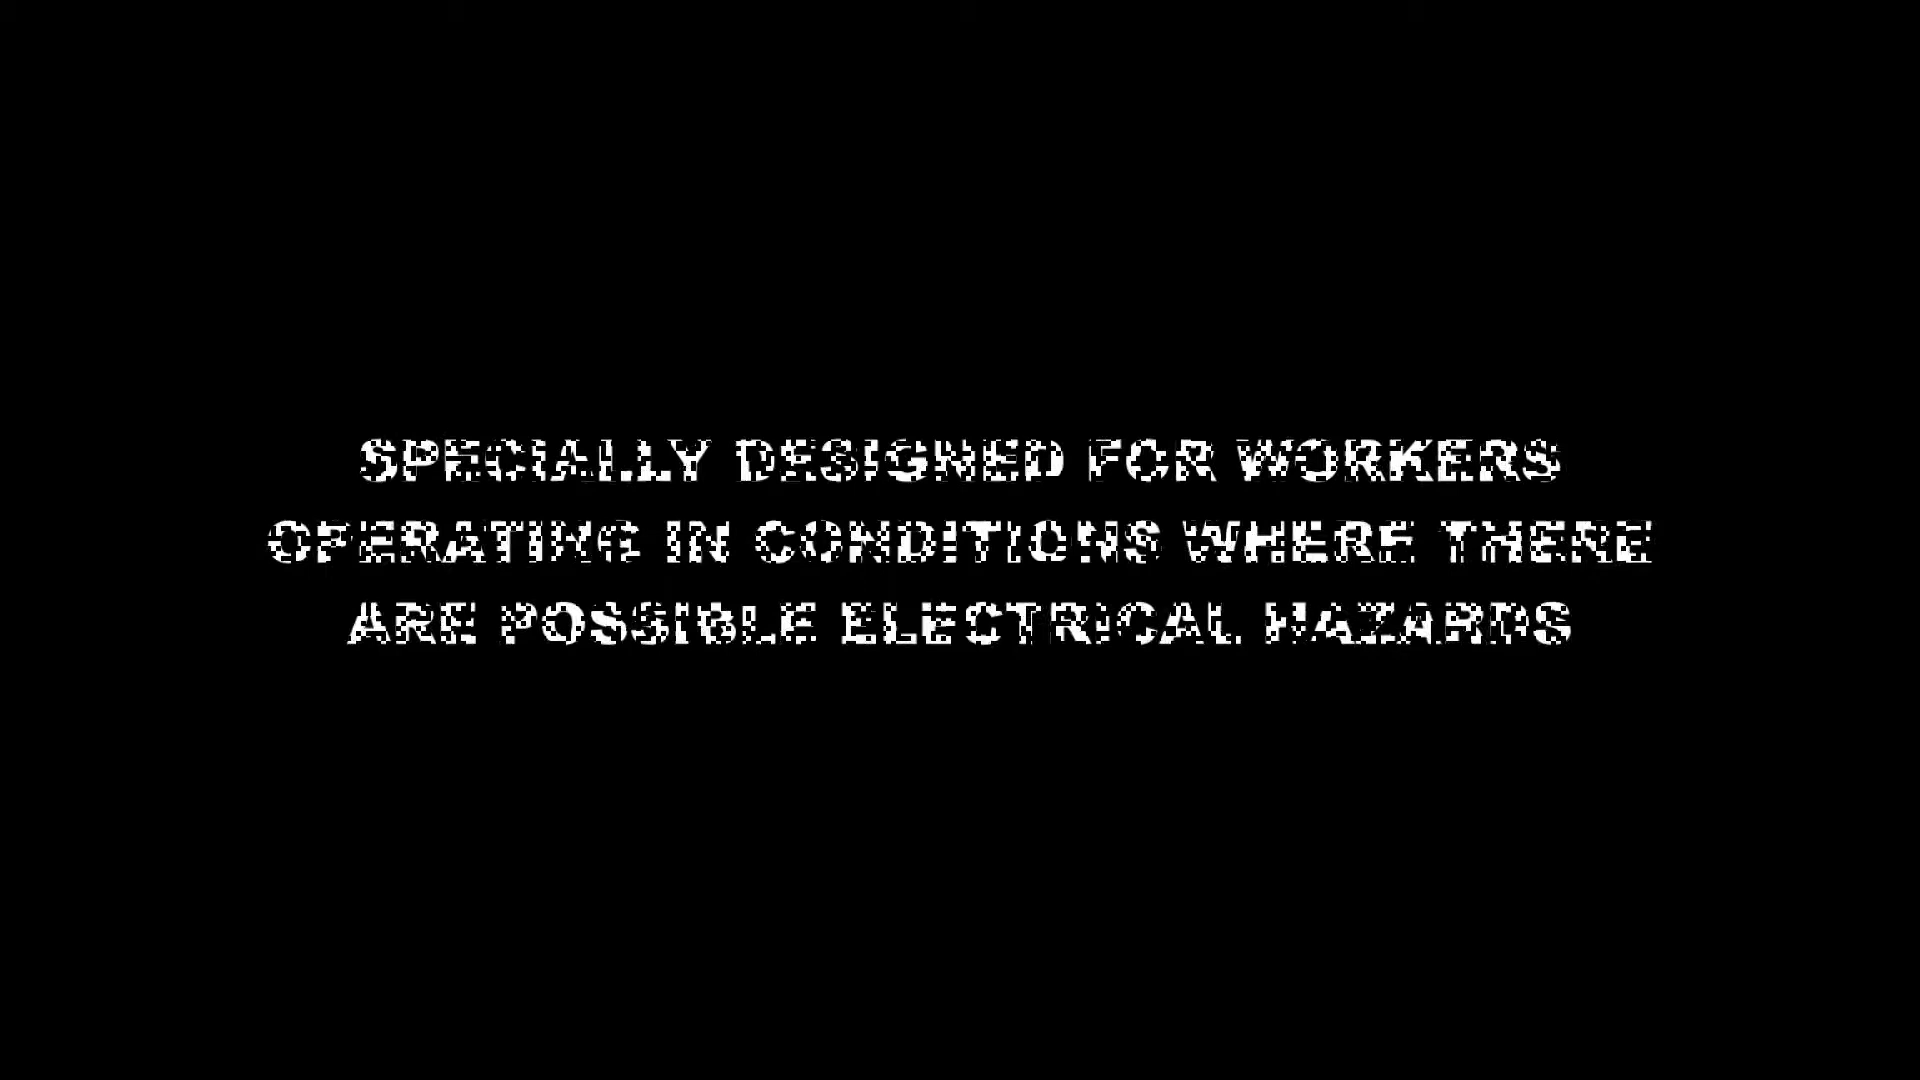 SPECIALLY DESIGNED FOR WORKERS
OPERATING IN CONDITIONS WHERE THERE
ARE POSSIBLE ELECTRICAL HAZARDS